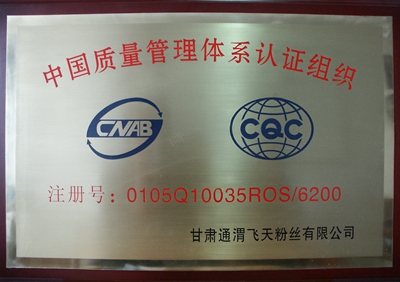 中国质量管理体系认证组织
CNAB
CQC
注册号：0105Q10035ROS/6200
甘肃通渭飞天粉丝有限公司